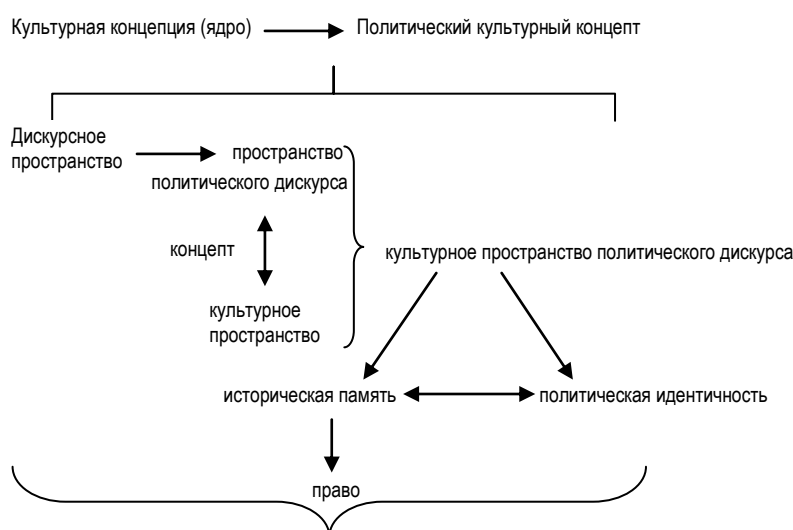 Культурная концепция (ядро) Политический культурный концепт
Дискурсное
пространство
пространство
политического дискурса
концепт
культурное пространство политического дискурса
культурное
пространство
историческая память политическая идентичность
право